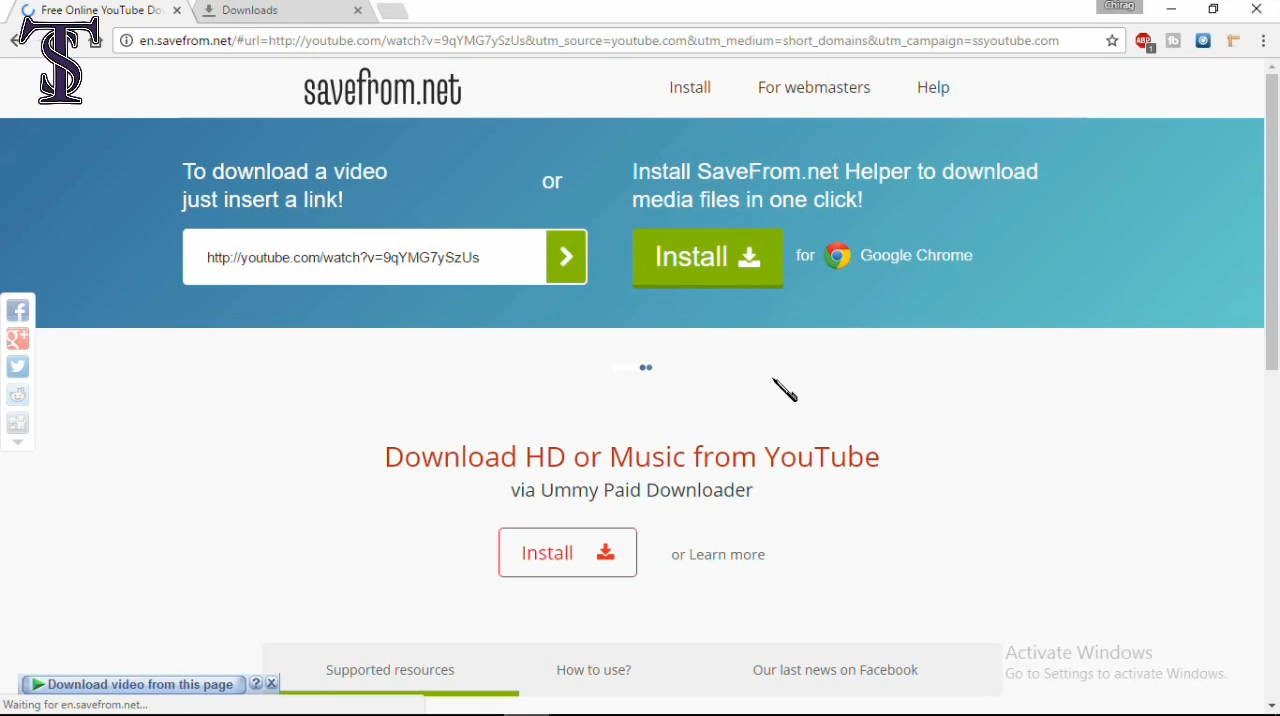 Free Online YouTube Do
Downloads
Chirag
en.savefrom.net/#url=http://youtube.com/watch?v=9qYMG7ySzUs&utm_source=youtube.com&utm_medium=short_domains&utm_campaign=ssyoutube.com
ABP
1
TS
savefrom.net
Install
For webmasters
Help
To download a video
just insert a link!
or
Install SaveFrom.net Helper to download
media files in one click!
http://youtube.com/watch?v=9qYMG7ySzUs
Install
for
Google Chrome
Download HD or Music from YouTube
via Ummy Paid Downloader
Install
or Learn more
Supported resources
How to use?
Our last news on Facebook
Activate Windows
Go to Settings to activate Windows.
Download video from this page
?
X
Waiting for en.savefrom.net...